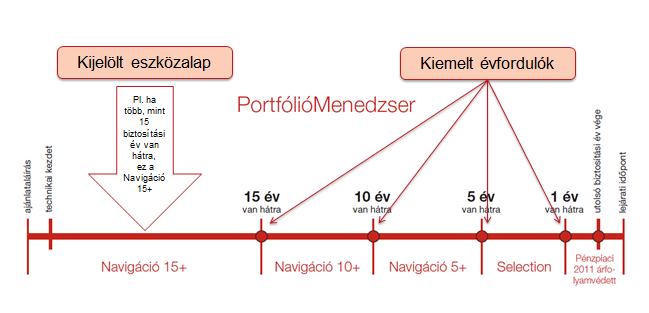 Kijelölt eszközalap
Kiemelt évfordulók
Pl. ha
több, mint
15
biztosítási
év van
hátra,
ez a
Navigáció
15+
PortfólióMenedzser
ajánlataláírás
technikai kezdet
15 év
van hátra
10 év
van hátra
5 év
van hátra
1 év
van hátra
utolsó biztosítási év vége
lejárati időpont
Navigáció 15+
Navigáció 10+
Navigáció 5+
Selection
Pénzpiaci
2011 árfo-
lyamvédett